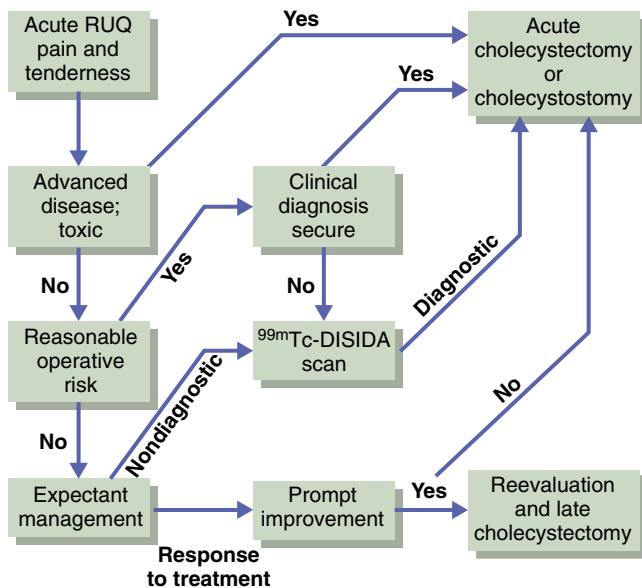 Acute RUQ
pain and
tenderness
Yes
Acute
cholecystectomy
or
cholecystostomy
Yes
Advanced
disease;
toxic
Clinical
diagnosis
secure
No
Yes
No
Diagnostic
Reasonable
operative
risk
99mTc-DISIDA
scan
No
Nondiagnostic
No
Expectant
management
Prompt
improvement
Yes
Reevaluation
and late
cholecystectomy
Response
to treatment